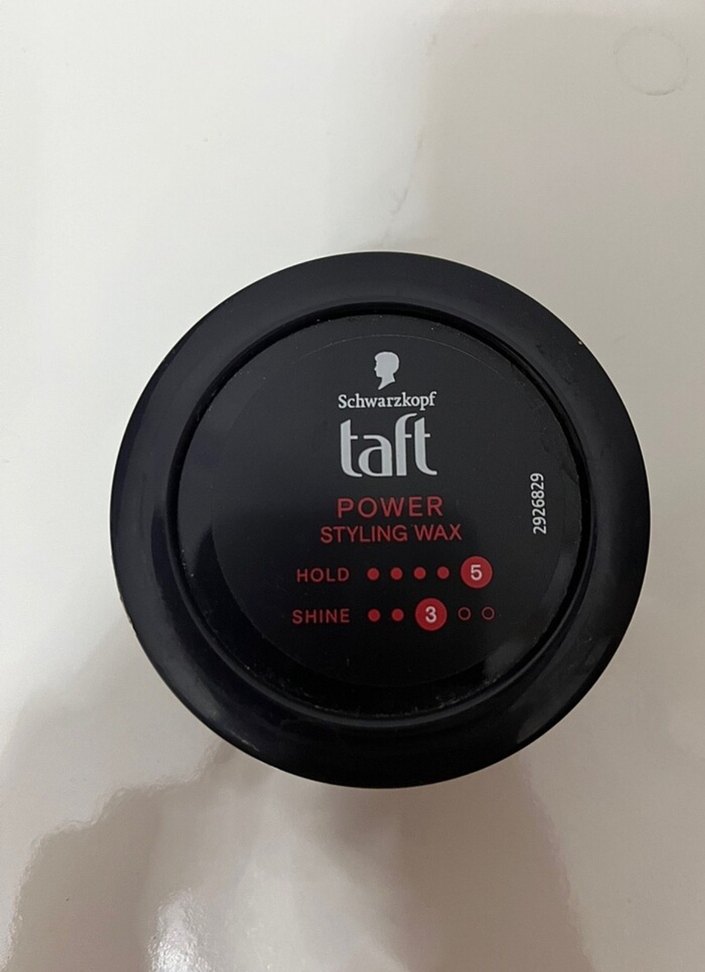 Schwarzkopf
taft
POWER
STYLING WAX
HOLD 5
SHINE 3
2926829